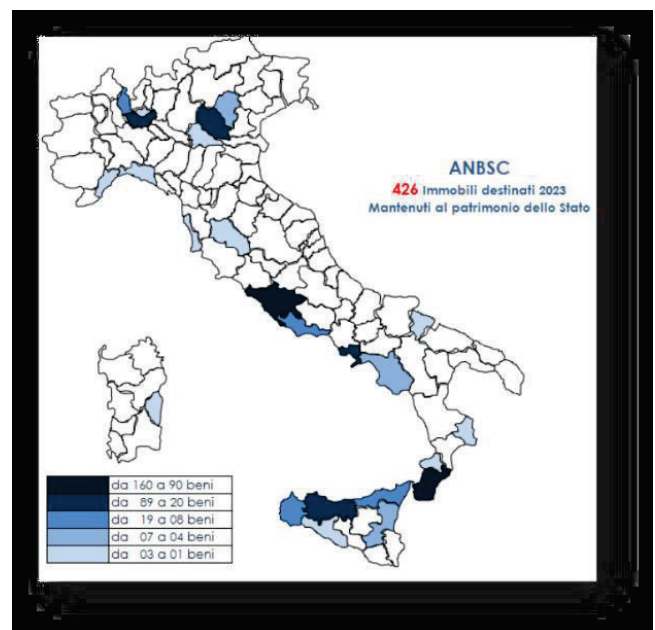 ANBSC
426 Immobili destinati 2023
Mantenuti al patrimonio dello Stato
da 160 a 90 beni
da 89 a 20 beni
da 19 a 08 beni
da 07 a 04 beni
da 03 a 01 beni